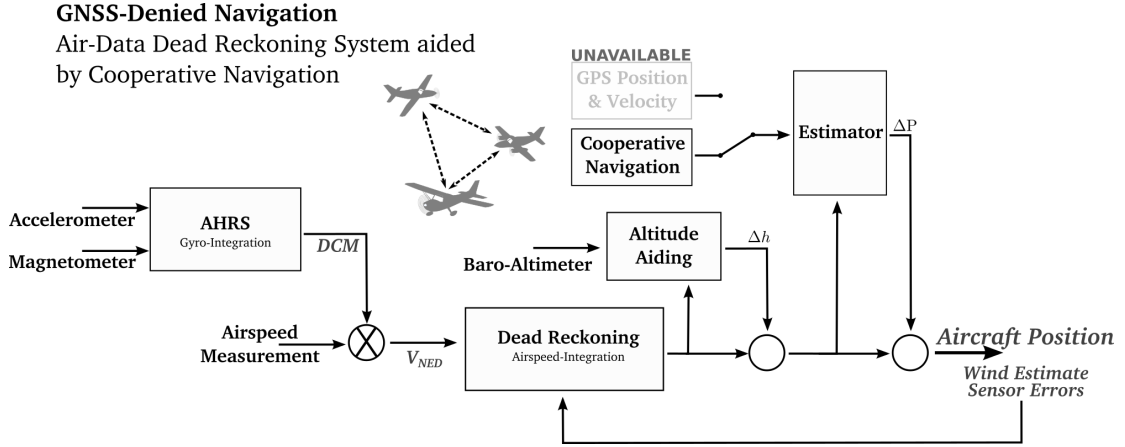 GNSS-Denied Navigation
Air-Data Dead Reckoning System aided
by Cooperative Navigation
UNAVAILABLE
GPS Position
& Velocity
Cooperative
Navigation
Estimator
ΔP
Accelerometer
Magnetometer
AHRS
Gyro-Integration
DCM
Baro-Altimeter
Altitude
Aiding
Δh
Airspeed
Measurement
V_NED
Dead Reckoning
Airspeed-Integration
Aircraft Position
Wind Estimate
Sensor Errors